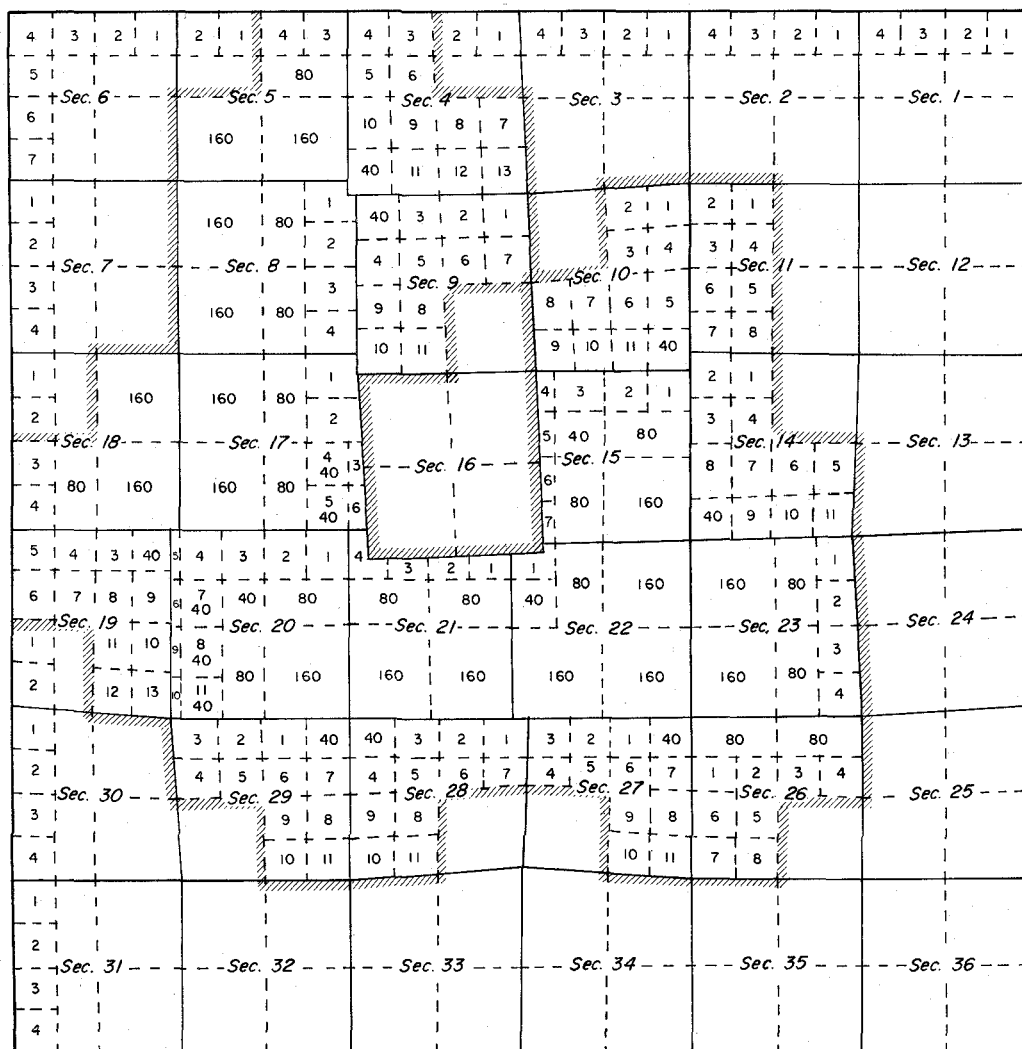 4 3 2 1 2 1 4 3 4 3 2 1 4 3 2 1 4 3 2 1 4 3 2 1
5 80 5 6
Sec. 6 Sec. 5 Sec. 4 Sec. 3 Sec. 2 Sec. 1
6 160 160 10 9 8 7
7 40 11 12 13
1 160 80 1 40 3 2 1 2 1 2 1
2 2 4 5 6 7 3 4 3 4
Sec. 7 Sec. 8 Sec. 9 Sec. 10 Sec. 11 Sec. 12
3 160 80 3 9 8 8 7 6 5 6 5
4 4 10 11 9 10 11 40 7 8
1 160 160 80 1 4 3 2 1 2 1
2 2 5 40 80 3 4
Sec. 18 Sec. 17 Sec. 16 Sec. 15 Sec. 14 Sec. 13
3 80 160 160 80 4 40 3 6 80 160 8 7 6 5
4 5 40 6 7 40 9 10 11
5 4 3 40 5 4 3 2 1 4 3 2 1 1 80 160 160 80 1
6 7 8 9 6 7 40 40 80 80 80 40 2
Sec. 19 Sec. 20 Sec. 21 Sec. 22 Sec. 23 Sec. 24
1 11 10 9 8 40 80 160 160 160 160 160 160 80 3
2 12 13 10 11 40 4
1 3 2 1 40 40 3 2 1 3 2 1 40 80 80
2 4 5 6 7 4 5 6 7 4 5 6 7 1 2 3 4
Sec. 30 Sec. 29 Sec. 28 Sec. 27 Sec. 26 Sec. 25
3 9 8 9 8 9 8 6 5
4 10 11 10 11 10 11 7 8
1
2
Sec. 31 Sec. 32 Sec. 33 Sec. 34 Sec. 35 Sec. 36
3
4